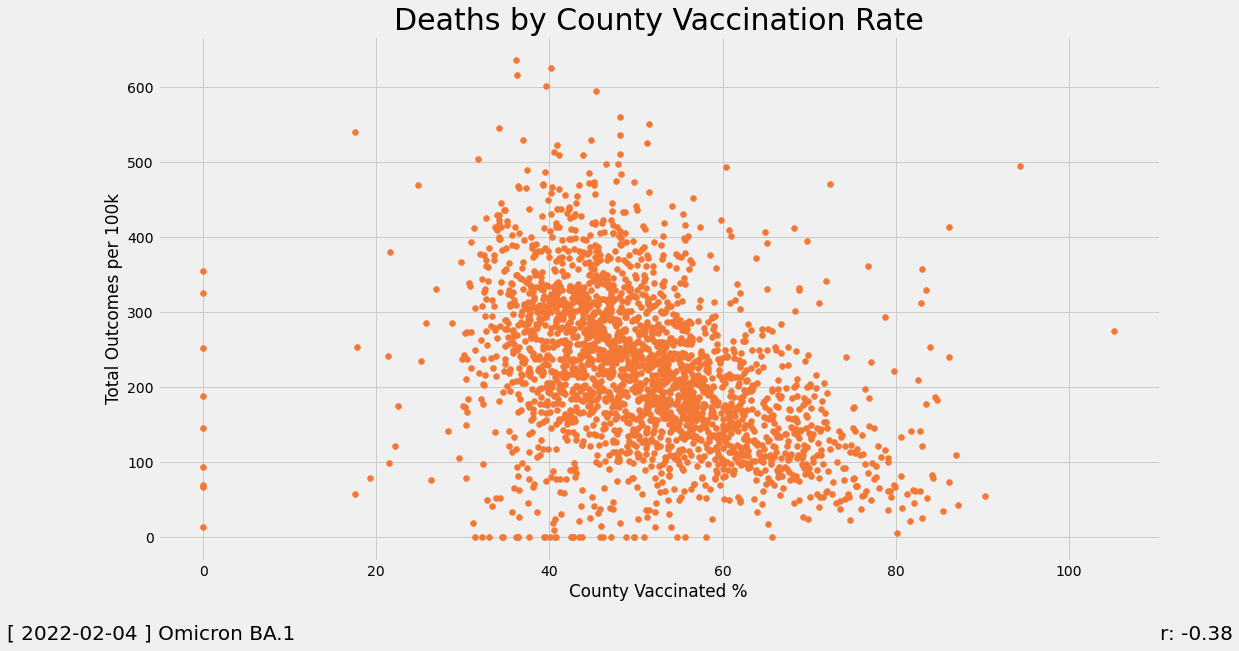 Deaths by County Vaccination Rate
Total Outcomes per 100k
600
500
400
300
200
100
0
0 20 40 60 80 100
County Vaccinated %
[ 2022-02-04 ] Omicron BA.1
r: -0.38